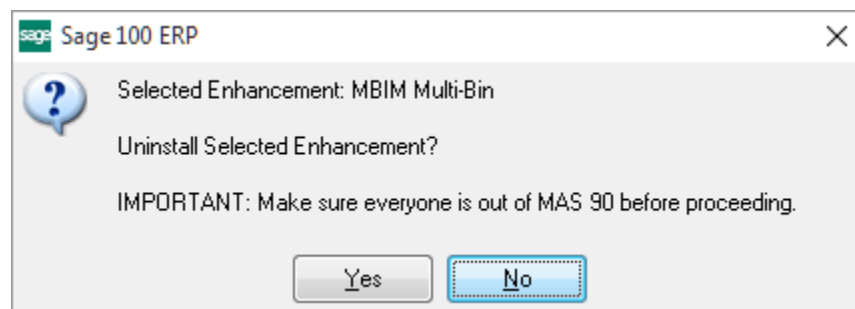 sage Sage 100 ERP
Selected Enhancement: MBIM Multi-Bin
Uninstall Selected Enhancement?
IMPORTANT: Make sure everyone is out of MAS 90 before proceeding.
Yes No